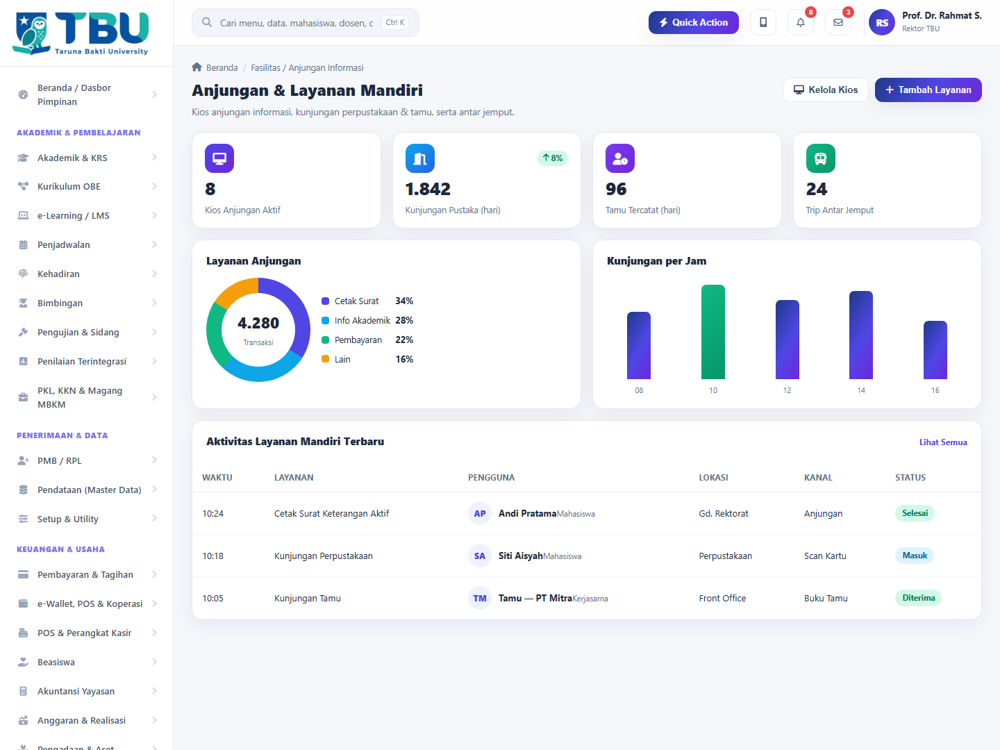 TBU
Taruna Bakti University
Cari menu, data, mahasiswa, dosen, c
Ctrl K
Quick Action
8
3
RS
Prof. Dr. Rahmat S.
Rektor TBU
Beranda / Dasbor
Pimpinan
AKADEMIK & PEMBELAJARAN
Akademik & KRS
Kurikulum OBE
e-Learning / LMS
Penjadwalan
Kehadiran
Bimbingan
Pengujian & Sidang
Penilaian Terintegrasi
PKL, KKN & Magang
MBKM
PENERIMAAN & DATA
PMB / RPL
Pendataan (Master Data)
Setup & Utility
KEUANGAN & USAHA
Pembayaran & Tagihan
e-Wallet, POS & Koperasi
POS & Perangkat Kasir
Beasiswa
Akuntansi Yayasan
Anggaran & Realisasi
Pengadaan & Aset
Beranda / Fasilitas / Anjungan Informasi
Anjungan & Layanan Mandiri
Kios anjungan informasi, kunjungan perpustakaan & tamu, serta antar jemput.
Kelola Kios
Tambah Layanan
8
Kios Anjungan Aktif
8%
1.842
Kunjungan Pustaka (hari)
96
Tamu Tercatat (hari)
24
Trip Antar Jemput
Layanan Anjungan
4.280
Transaksi
Cetak Surat 34%
Info Akademik 28%
Pembayaran 22%
Lain 16%
Kunjungan per Jam
08 10 12 14 16
Aktivitas Layanan Mandiri Terbaru
Lihat Semua
WAKTU LAYANAN PENGGUNA LOKASI KANAL STATUS
10:24 Cetak Surat Keterangan Aktif AP Andi PratamaMahasiswa Gd. Rektorat Anjungan Selesai
10:18 Kunjungan Perpustakaan SA Siti AisyahMahasiswa Perpustakaan Scan Kartu Masuk
10:05 Kunjungan Tamu TM Tamu — PT MitraKerjasama Front Office Buku Tamu Diterima